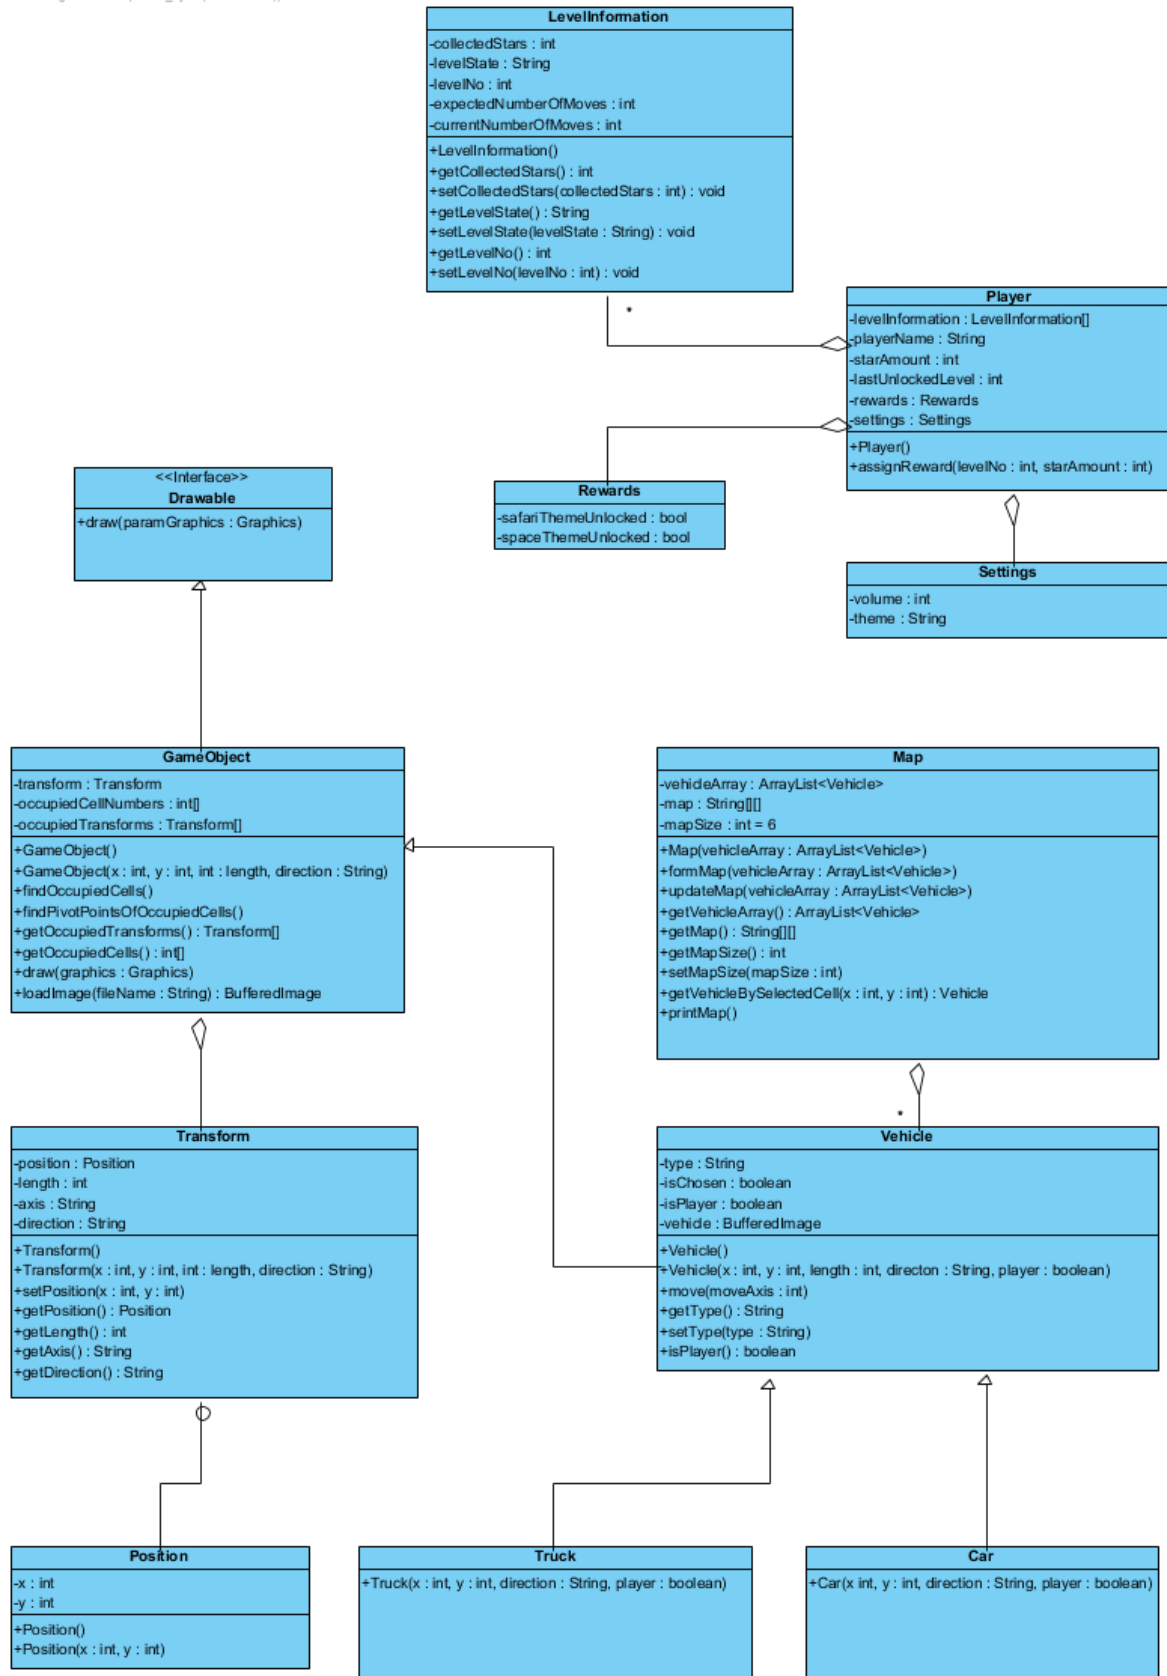 LevelInformation
-collectedStars : int
-levelState : String
-levelNo : int
-expectedNumberOfMoves : int
-currentNumberOfMoves : int
+LevelInformation()
+getCollectedStars() : int
+setCollectedStars(collectedStars : int) : void
+getLevelState() : String
+setLevelState(levelState : String) : void
+getLevelNo() : int
+setLevelNo(levelNo : int) : void
*
Player
-levelInformation : LevelInformation[]
-playerName : String
-starAmount : int
-lastUnlockedLevel : int
-rewards : Rewards
-settings : Settings
+Player()
+assignReward(levelNo : int, starAmount : int)
<<Interface>>
Drawable
+draw(paramGraphics : Graphics)
Rewards
-safariThemeUnlocked : bool
-spaceThemeUnlocked : bool
Settings
-volume : int
-theme : String
GameObject
-transform : Transform
-occupiedCellNumbers : int[]
-occupiedTransforms : Transform[]
+GameObject()
+GameObject(x : int, y : int, int : length, direction : String)
+findOccupiedCells()
+findPivotPointsOfOccupiedCells()
+getOccupiedTransforms() : Transform[]
+getOccupiedCells() : int[]
+draw(graphics : Graphics)
+loadImage(fileName : String) : BufferedImage
Map
-vehicleArray : ArrayList<Vehicle>
-map : String[][]
-mapSize : int = 6
+Map(vehicleArray : ArrayList<Vehicle>)
+formMap(vehicleArray : ArrayList<Vehicle>)
+updateMap(vehicleArray : ArrayList<Vehicle>)
+getVehicleArray() : ArrayList<Vehicle>
+getMap() : String[][]
+getMapSize() : int
+setMapSize(mapSize : int)
+getVehicleBySelectedCell(x : int, y : int) : Vehicle
+printMap()
*
Transform
-position : Position
-length : int
-axis : String
-direction : String
+Transform()
+Transform(x : int, y : int, int : length, direction : String)
+setPosition(x : int, y : int)
+getPosition() : Position
+getLength() : int
+getAxis() : String
+getDirection() : String
Vehicle
-type : String
-isChosen : boolean
-isPlayer : boolean
-vehicle : BufferedImage
+Vehicle()
+Vehicle(x : int, y : int, length : int, directon : String, player : boolean)
+move(moveAxis : int)
+getType() : String
+setType(type : String)
+isPlayer() : boolean
Position
-x : int
-y : int
+Position()
+Position(x : int, y : int)
Truck
+Truck(x : int, y : int, direction : String, player : boolean)
Car
+Car(x int, y : int, direction : String, player : boolean)